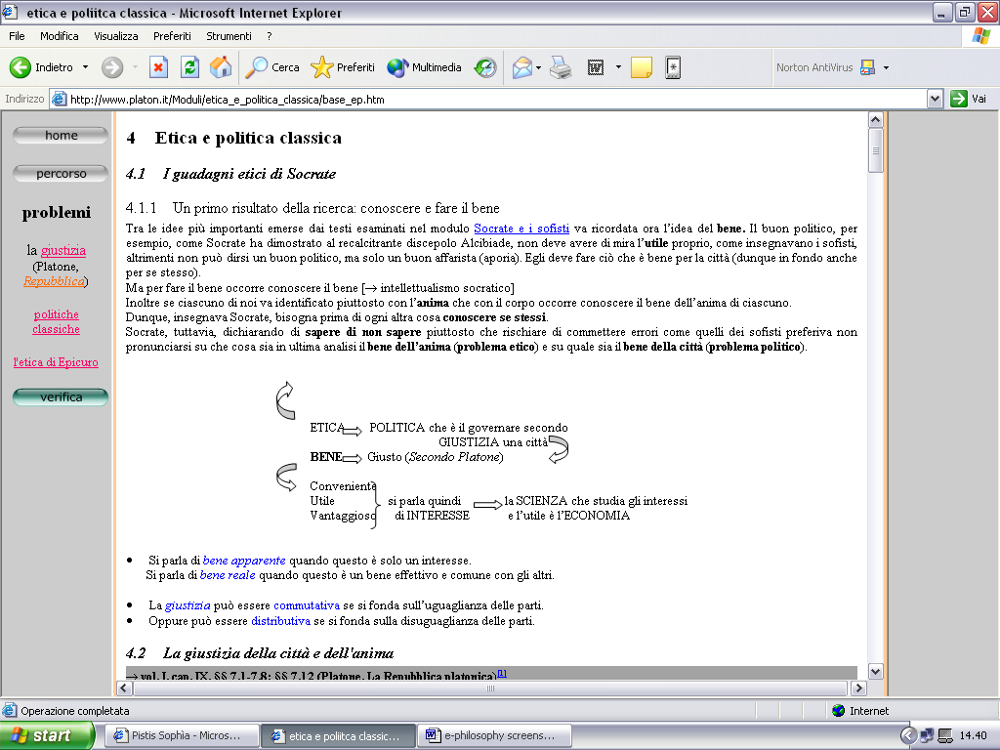 etica e poliitca classica - Microsoft Internet Explorer
File Modifica Visualizza Preferiti Strumenti ?
Indietro Cerca Preferiti Multimedia Norton AntiVirus
Indirizzo http://www.platon.it/Moduli/etica_e_politica_classica/base_ep.htm Vai
home
percorso
problemi
la giustizia
(Platone,
Repubblica)
politiche
classiche
l'etica di Epicuro
verifica
4 Etica e politica classica
4.1 I guadagni etici di Socrate
4.1.1 Un primo risultato della ricerca: conoscere e fare il bene
Tra le idee più importanti emerse dai testi esaminati nel modulo Socrate e i sofisti va ricordata ora l’idea del bene. Il buon politico, per
esempio, come Socrate ha dimostrato al recalcitrante discepolo Alcibiade, non deve avere di mira l’utile proprio, come insegnavano i sofisti,
altrimenti non può dirsi un buon politico, ma solo un buon affarista (aporia). Egli deve fare ciò che è bene per la città (dunque in fondo anche
per se stesso).
Ma per fare il bene occorre conoscere il bene [→ intellettualismo socratico]
Inoltre se ciascuno di noi va identificato piuttosto con l’anima che con il corpo occorre conoscere il bene dell’anima di ciascuno.
Dunque, insegnava Socrate, bisogna prima di ogni altra cosa conoscere se stessi.
Socrate, tuttavia, dichiarando di sapere di non sapere piuttosto che rischiare di commettere errori come quelli dei sofisti preferiva non
pronunciarsi su che cosa sia in ultima analisi il bene dell’anima (problema etico) e su quale sia il bene della città (problema politico).
ETICA POLITICA che è il governare secondo
GIUSTIZIA una città
BENE Giusto (Secondo Platone)
Conveniente
Utile si parla quindi la SCIENZA che studia gli interessi
Vantaggioso di INTERESSE e l’utile è l’ECONOMIA
• Si parla di bene apparente quando questo è solo un interesse.
Si parla di bene reale quando questo è un bene effettivo e comune con gli altri.
• La giustizia può essere commutativa se si fonda sull’uguaglianza delle parti.
• Oppure può essere distributiva se si fonda sulla disuguaglianza delle parti.
4.2 La giustizia della città e dell'anima
→ vol. I, cap. IX, §§ 7.1-7.8; §§ 7.12 (Platone, La Repubblica platonica)[1]
Operazione completata Internet
start Pistis Sophia - Micros... etica e poliitca classic... e-philosophy screens... 14.40